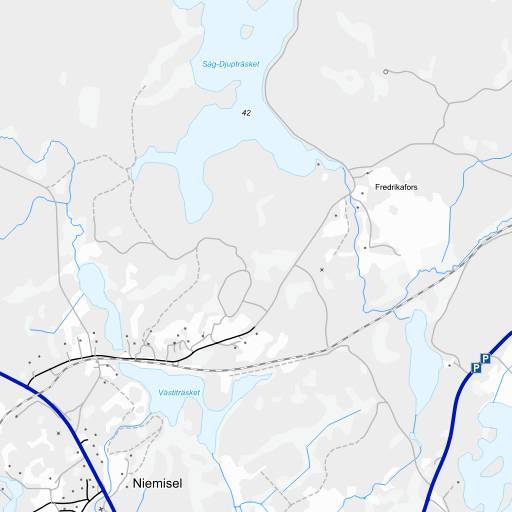 Såg-Djupträsket
42
Fredrikafors
P
P
Västiträsket
Niemisel